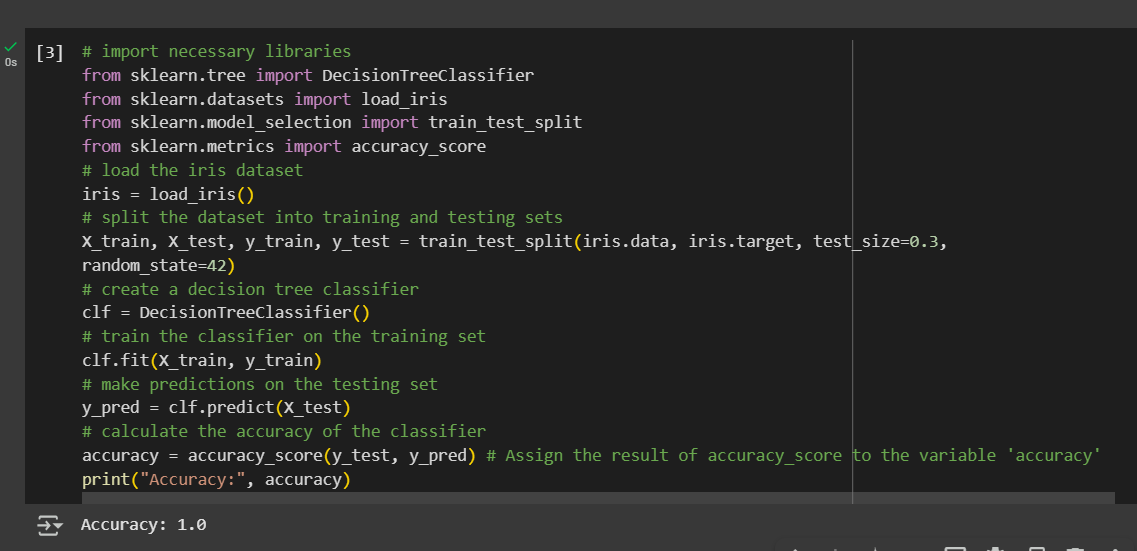 [3] # import necessary libraries
from sklearn.tree import DecisionTreeClassifier
from sklearn.datasets import load_iris
from sklearn.model_selection import train_test_split
from sklearn.metrics import accuracy_score
# load the iris dataset
0s
iris = load_iris()
# split the dataset into training and testing sets
X_train, X_test, y_train, y_test = train_test_split(iris.data, iris.target, test_size=0.3,
random_state=42)
# create a decision tree classifier
clf = DecisionTreeClassifier()
# train the classifier on the training set
clf.fit(X_train, y_train)
# make predictions on the testing set
y_pred = clf.predict(X_test)
# calculate the accuracy of the classifier
accuracy = accuracy_score(y_test, y_pred) # Assign the result of accuracy_score to the variable 'accuracy'
print("Accuracy:", accuracy)
Accuracy: 1.0